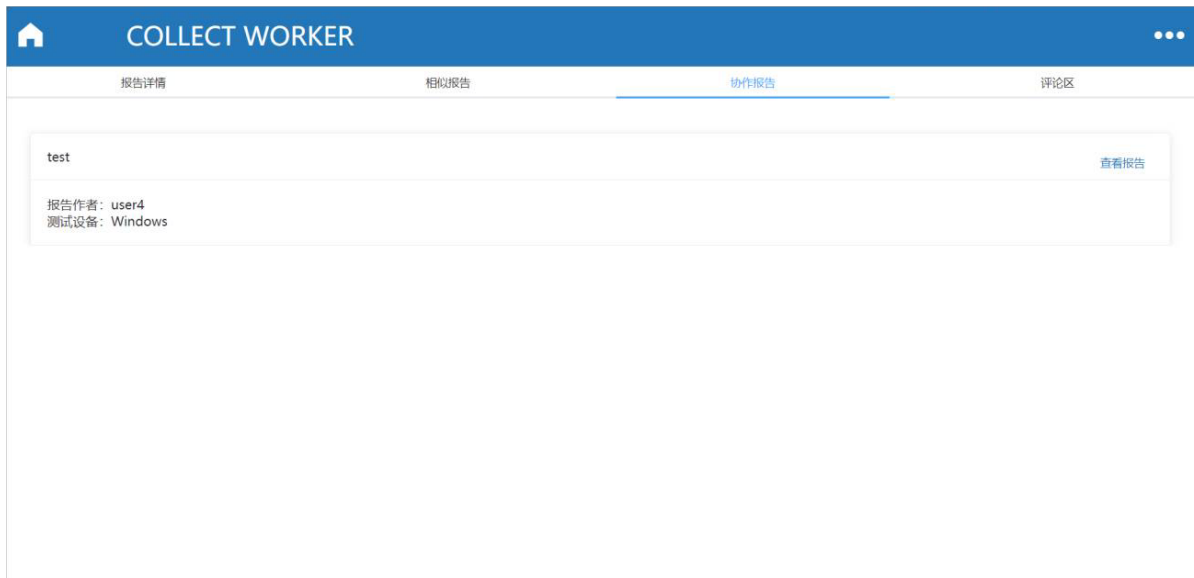 COLLECT WORKER
报告详情 相似报告 协作报告 评论区
test
查看报告
报告作者：user4
测试设备：Windows